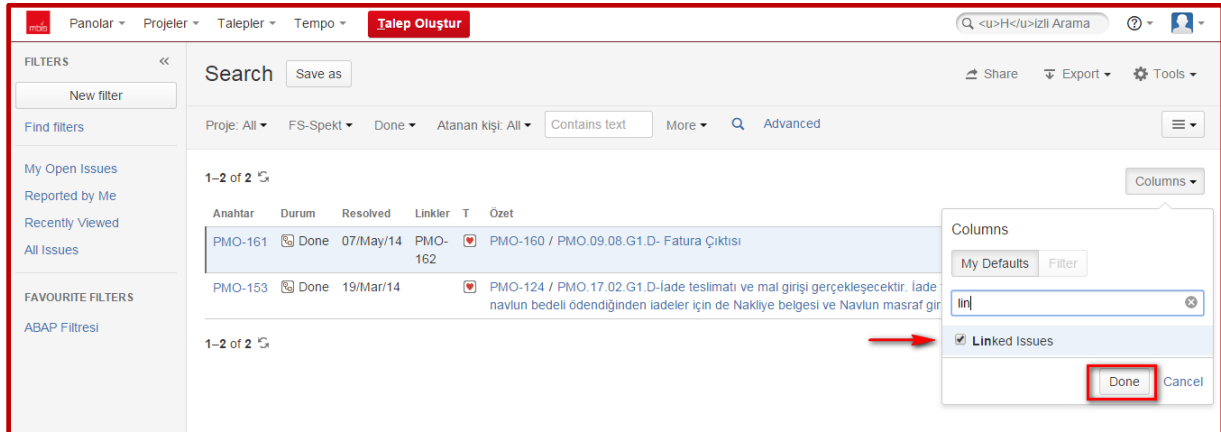 mbis Panolar Projeler Talepler Tempo Talep Oluştur <u>H</u>ızlı Arama
FILTERS
New filter
Find filters
My Open Issues
Reported by Me
Recently Viewed
All Issues
FAVOURITE FILTERS
ABAP Filtresi
Search Save as Share Export Tools
Proje: All FS-Spekt Done Atanan kişi: All Contains text More Advanced
1–2 of 2
Columns
Anahtar Durum Resolved Linkler T Özet
PMO-161 Done 07/May/14 PMO-162 PMO-160 / PMO.09.08.G1.D- Fatura Çıktısı
PMO-153 Done 19/Mar/14 PMO-124 / PMO.17.02.G1.D-İade teslimatı ve mal girişi gerçekleşecektir. İade
navlun bedeli ödendiğinden iadeler için de Nakliye belgesi ve Navlun masraf gir
1–2 of 2
Columns
My Defaults Filter
lin
Linked Issues
Done Cancel